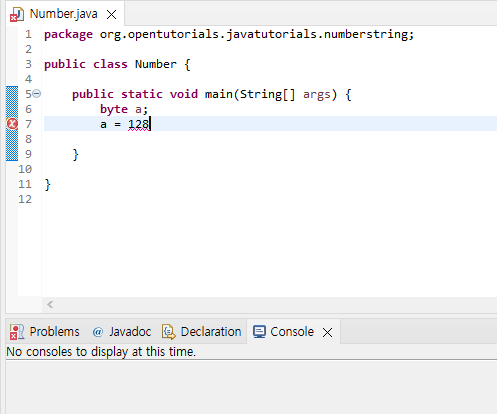 Number.java
1 package org.opentutorials.javatutorials.numberstring;
2
3 public class Number {
4
5 public static void main(String[] args) {
6 byte a;
7 a = 128
8
9 }
10
11 }
12
Problems @ Javadoc Declaration Console
No consoles to display at this time.